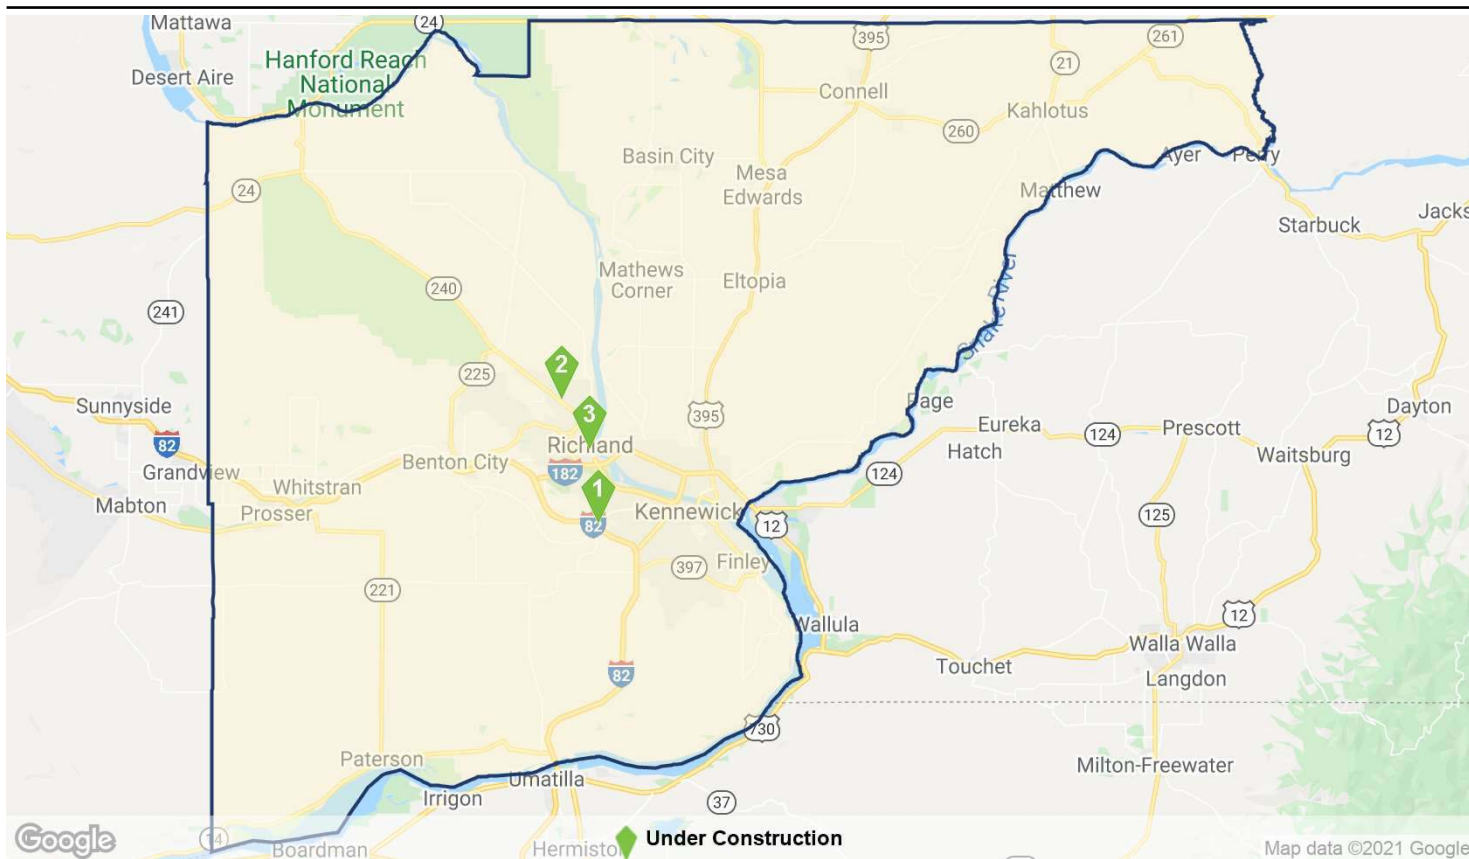 Mattawa
24
395
261
Hanford Reach
National
Monument
Desert Aire
21
Connell
Kahlotus
260
Basin City
Mesa
Edwards
Ayer
Perry
24
Matthew
Starbuck
Jacks
Mathews
Corner
Eltopia
240
Snake River
241
2
225
3
395
Page
Dayton
Sunnyside
82
Richland
Eureka
124
Prescott
12
Hatch
Waitsburg
Grandview
Benton City
182
124
Whitstran
1
Mabton
Prosser
82
Kennewick
12
125
Finley
397
221
12
Wallula
Walla Walla
Touchet
82
Langdon
730
Paterson
Umatilla
Milton-Freewater
Irrigon
37
Google
14
Boardman
Under Construction
Hermisto
Map data ©2021 Google